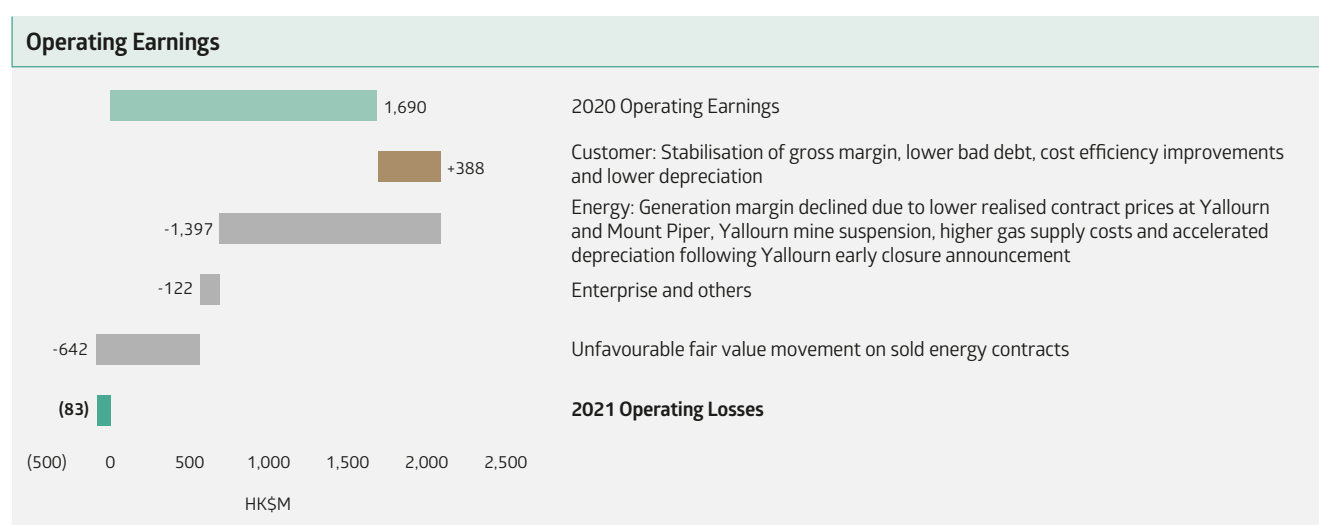 Operating Earnings
1,690
2020 Operating Earnings
+388
Customer: Stabilisation of gross margin, lower bad debt, cost efficiency improvements
and lower depreciation
-1,397
Energy: Generation margin declined due to lower realised contract prices at Yallourn
and Mount Piper, Yallourn mine suspension, higher gas supply costs and accelerated
depreciation following Yallourn early closure announcement
-122
Enterprise and others
-642
Unfavourable fair value movement on sold energy contracts
(83)
2021 Operating Losses
(500) 0 500 1,000 1,500 2,000 2,500
HK$M